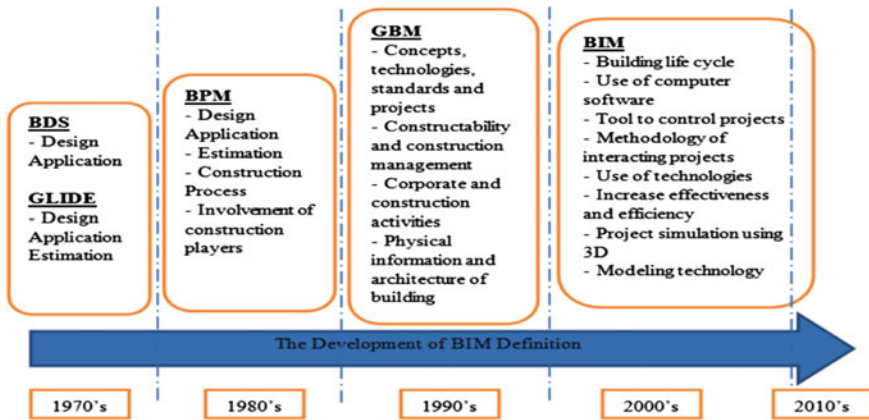 BDS
- Design
Application
GLIDE
- Design
Application
Estimation
BPM
- Design
Application
- Estimation
- Construction
Process
- Involvement of
construction
players
GBM
- Concepts,
technologies,
standards and
projects
- Constructability
and construction
management
- Corporate and
construction
activities
- Physical
information and
architecture of
building
BIM
- Building life cycle
- Use of computer
software
- Tool to control projects
- Methodology of
interacting projects
- Use of technologies
- Increase effectiveness
and efficiency
- Project simulation using
3D
- Modeling technology
The Development of BIM Definition
1970's
1980's
1990's
2000's
2010's